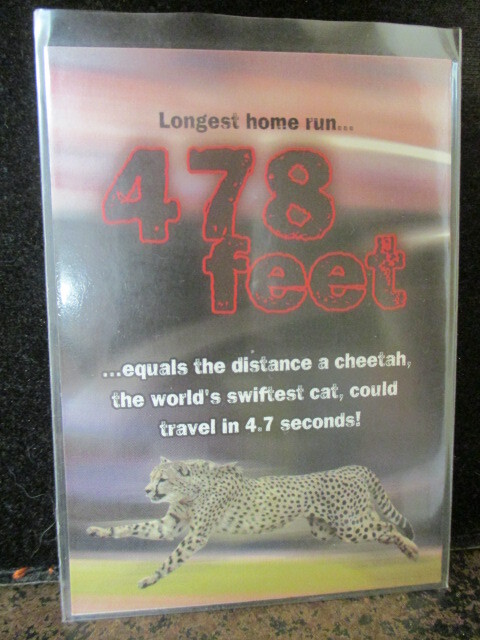 Longest home run...
478
feet
...equals the distance a cheetah,
the world's swiftest cat, could
travel in 4.7 seconds!